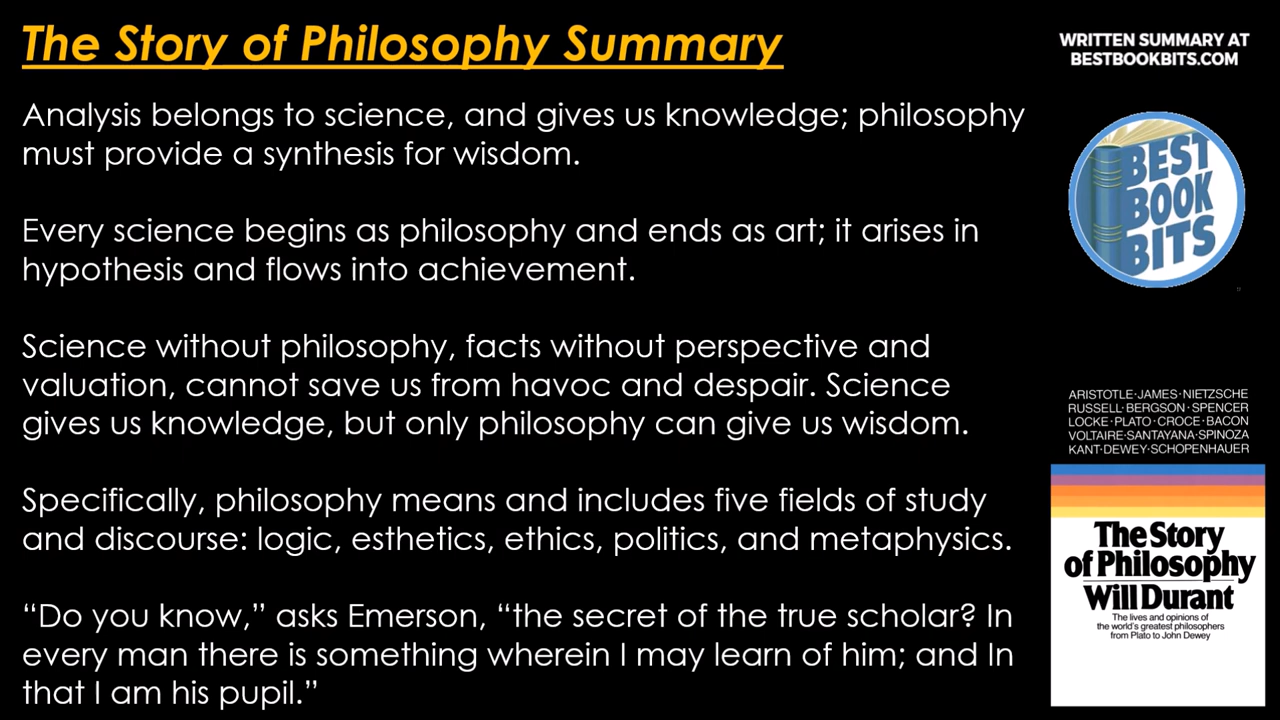 The Story of Philosophy Summary
WRITTEN SUMMARY AT
BESTBOOKBITS.COM
Analysis belongs to science, and gives us knowledge; philosophy
must provide a synthesis for wisdom.
Every science begins as philosophy and ends as art; it arises in
hypothesis and flows into achievement.
Science without philosophy, facts without perspective and
valuation, cannot save us from havoc and despair. Science
gives us knowledge, but only philosophy can give us wisdom.
Specifically, philosophy means and includes five fields of study
and discourse: logic, esthetics, ethics, politics, and metaphysics.
“Do you know,” asks Emerson, “the secret of the true scholar? In
every man there is something wherein I may learn of him; and In
that I am his pupil.”
BEST
BOOK
BITS
ARISTOTLE·JAMES·NIETZSCHE
RUSSELL·BERGSON·SPENCER
LOCKE·PLATO·CROCE·BACON
VOLTAIRE·SANTAYANA·SPINOZA
KANT·DEWEY·SCHOPENHAUER
The Story
of Philosophy
Will Durant
The lives and opinions of
the world's greatest philosophers
from Plato to John Dewey